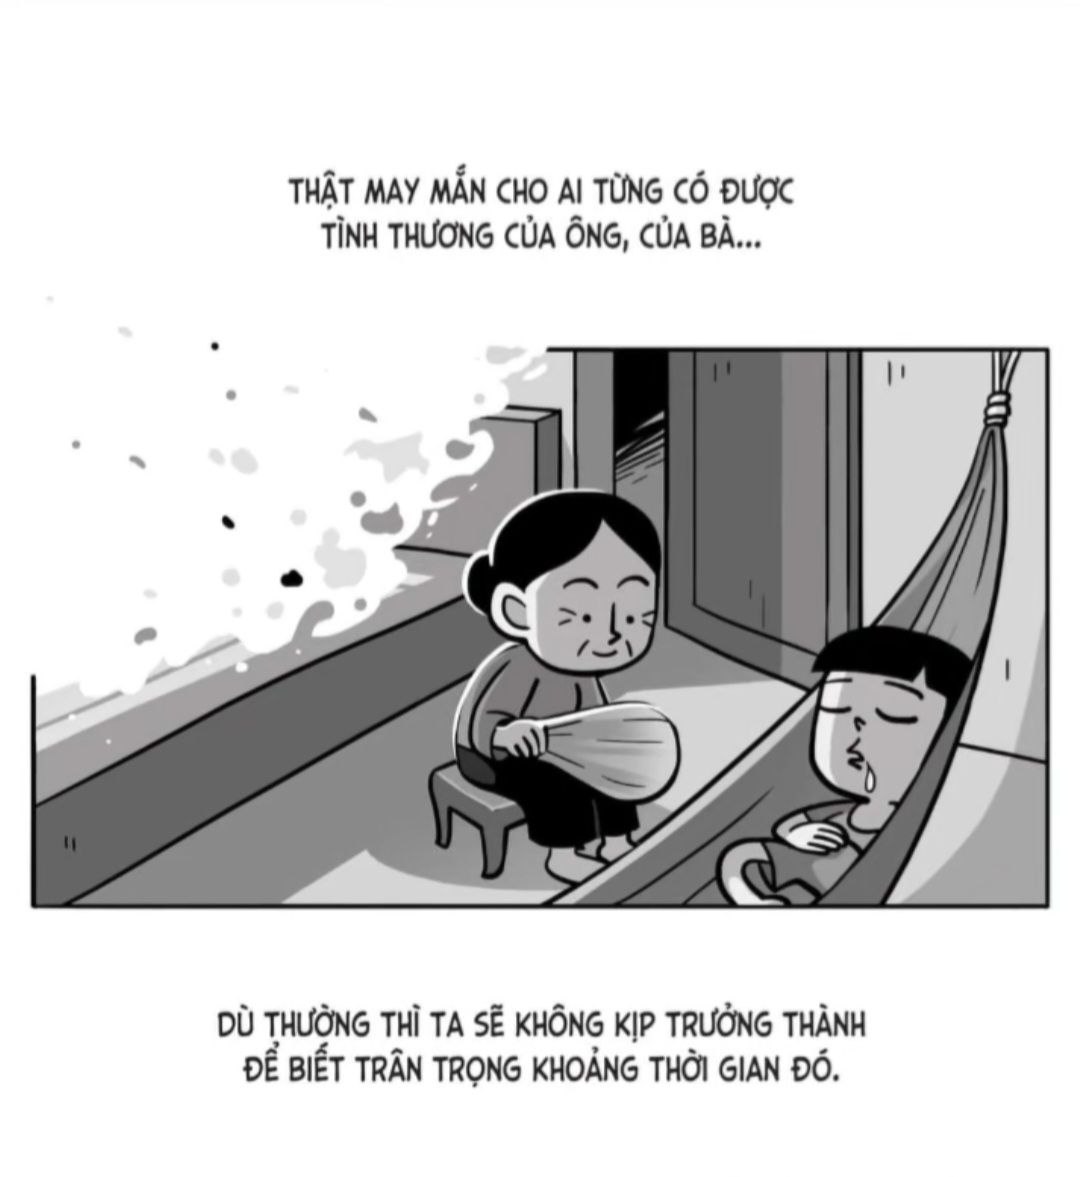 THẬT MAY MẮN CHO AI TỪNG CÓ ĐƯỢC
TÌNH THƯƠNG CỦA ÔNG, CỦA BÀ...
DÙ THƯỜNG THÌ TA SẼ KHÔNG KỊP TRƯỞNG THÀNH
ĐỂ BIẾT TRÂN TRỌNG KHOẢNG THỜI GIAN ĐÓ.